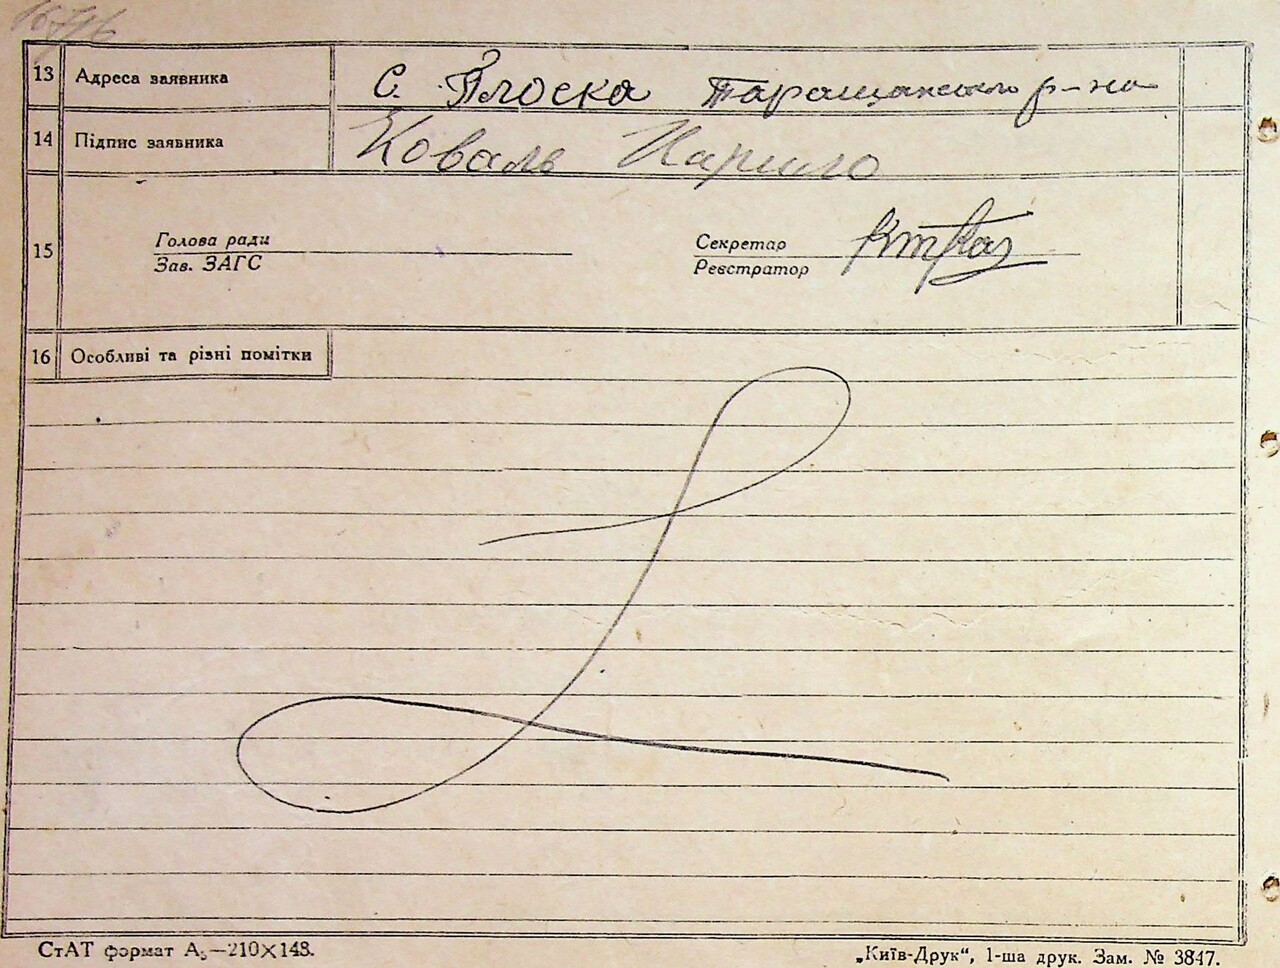 13 Адреса заявника С. Плоска Таращанського р-на
14 Підпис заявника Коваль
15 Голова ради Секретар
Зав. ЗАГС Реєстратор
16 Особливі та різні помітки
СтАТ формат А₅—210×148. „Київ-Друк“, 1-ша друк. Зам. № 3847.